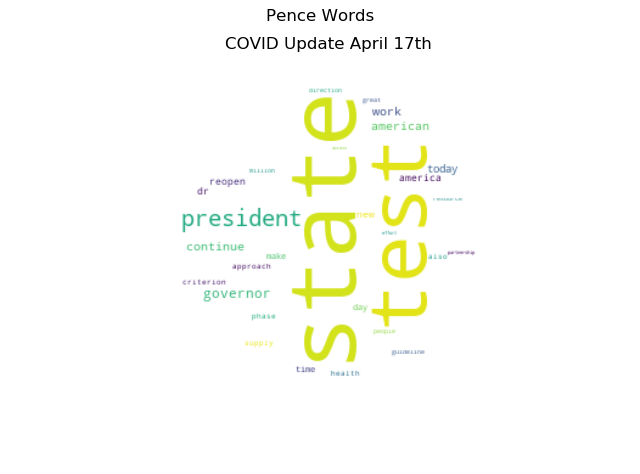 Pence Words
COVID Update April 17th
direction
great
work
american
state
test
million
reopen
dr
today
america
resource
president
new
effort
continue
make
also
partnership
approach
criterion
governor
day
phase
people
supply
guideline
time
health